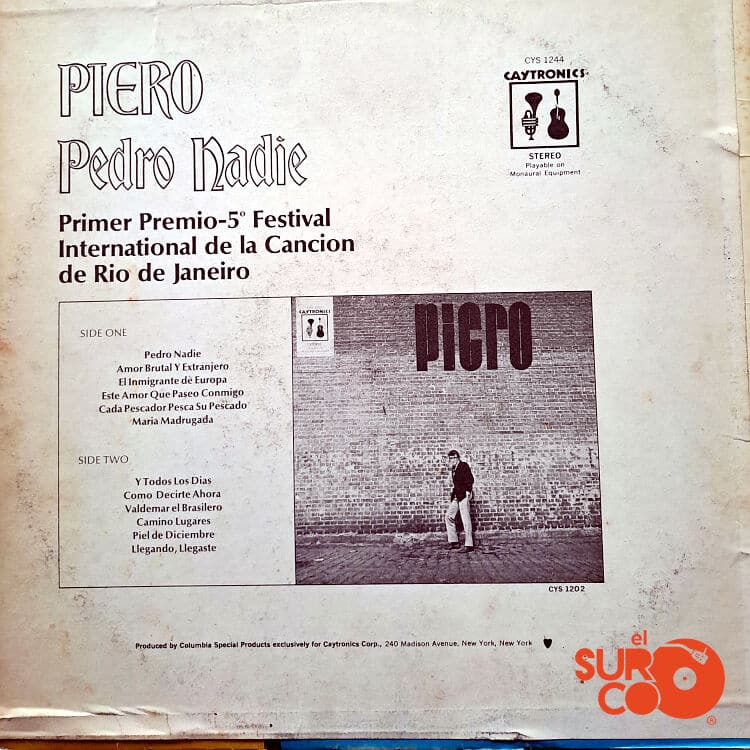 PIERO
Pedro Nadie
Primer Premio-5º Festival
International de la Cancion
de Rio de Janeiro
CYS 1244
CAYTRONICS
STEREO
Playable on
Monaural Equipment
SIDE ONE
Pedro Nadie
Amor Brutal Y Extranjero
El Inmigrante de Europa
Este Amor Que Paseo Conmigo
Cada Pescador Pesca Su Pescado
Maria Madrugada
SIDE TWO
Y Todos Los Dias
Como Decirte Ahora
Valdemar el Brasilero
Camino Lugares
Piel de Diciembre
Llegando, Llegaste
CAYTRONICS
PIERO
CYS 1202
Produced by Columbia Special Products exclusively for Caytronics Corp., 240 Madison Avenue, New York, New York
él
SUR
CO
®